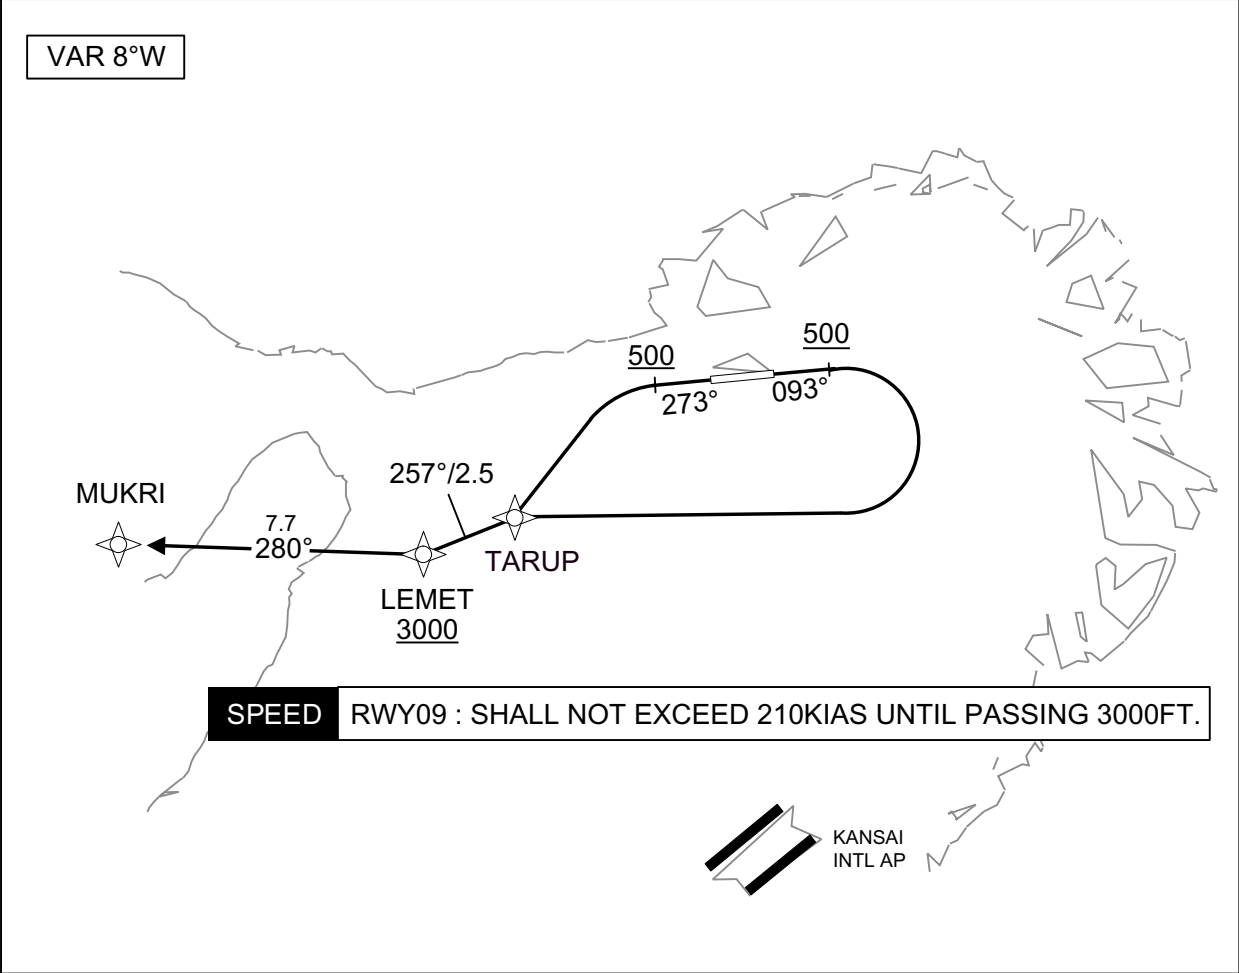 VAR 8°W
500
500
273°
093°
257°/2.5
MUKRI
7.7
280°
TARUP
LEMET
3000
SPEED
RWY09 : SHALL NOT EXCEED 210KIAS UNTIL PASSING 3000FT.
KANSAI
INTL AP